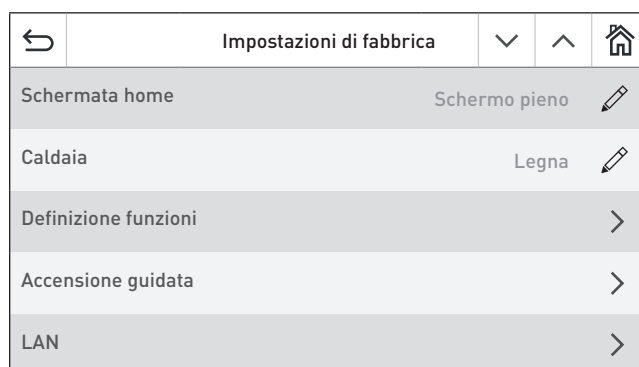 Impostazioni di fabbrica
Schermata home Schermo pieno
Caldaia Legna
Definizione funzioni
Accensione guidata
LAN